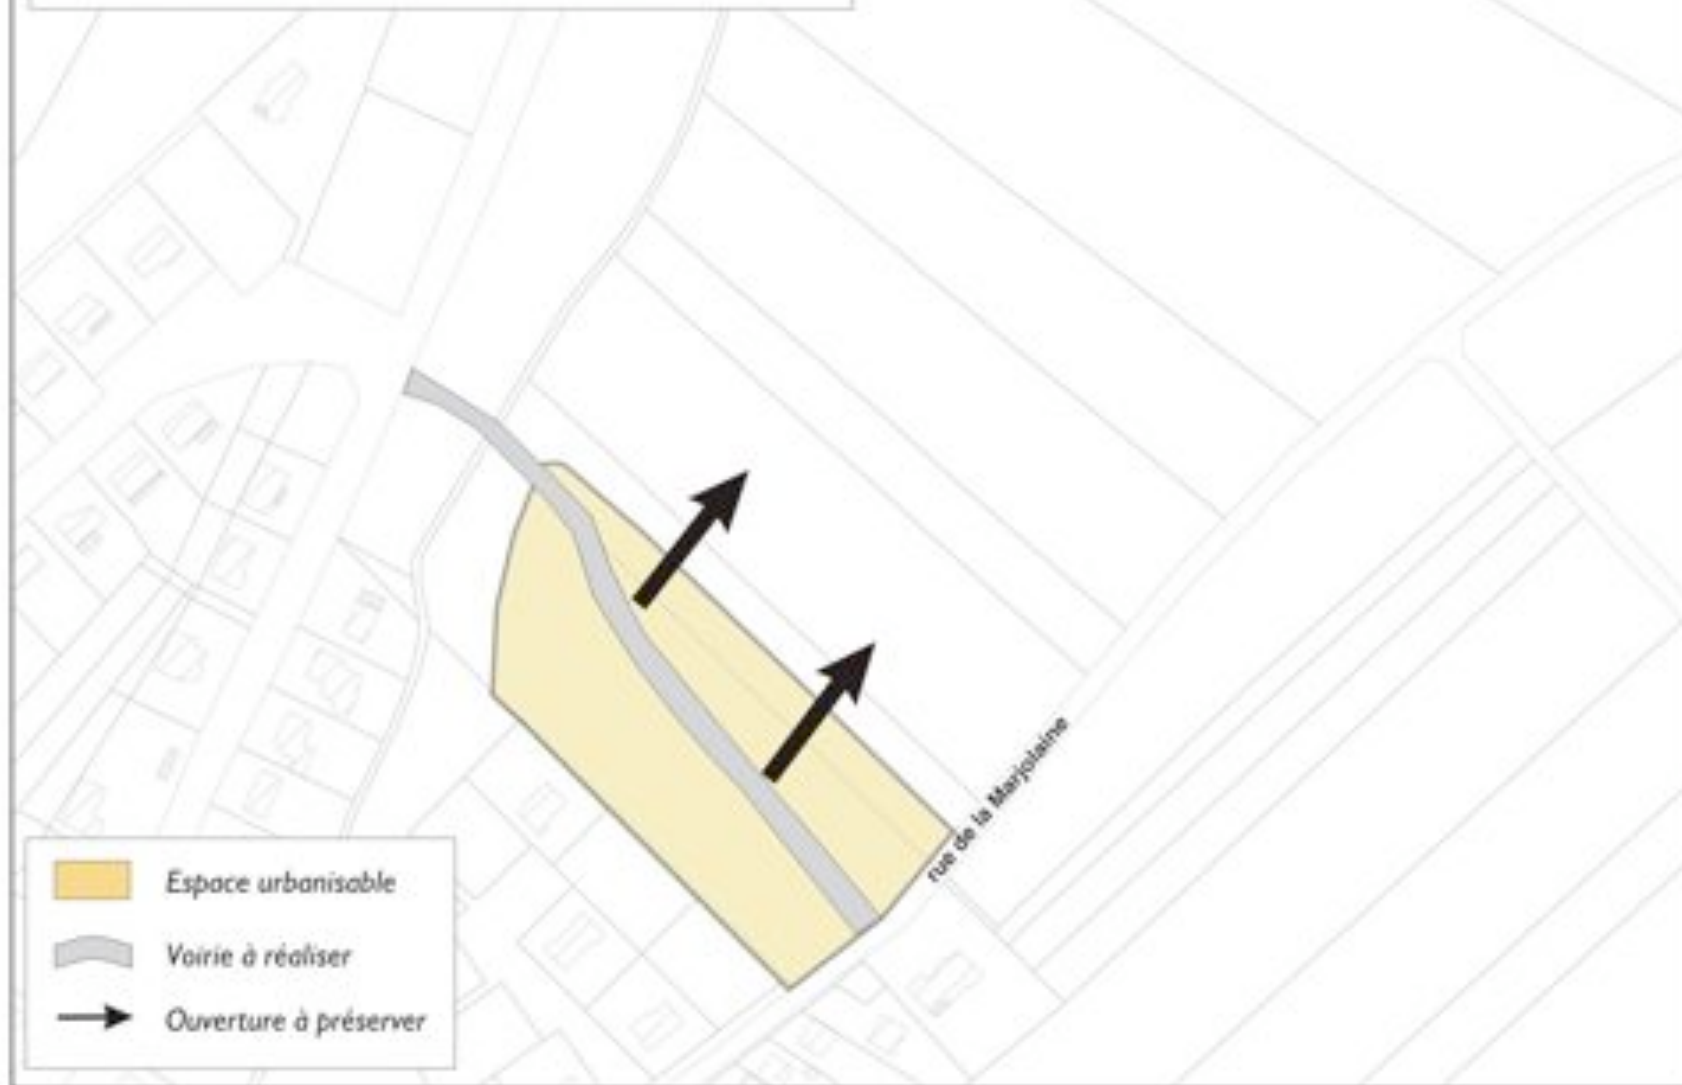 rue de la Marjolaine
Espace urbanisable
Voirie à réaliser
Ouverture à préserver